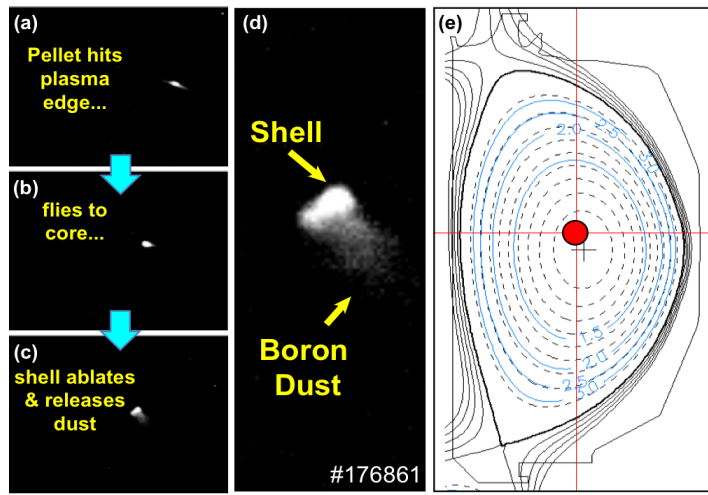 (a)
Pellet hits
plasma
edge...
(b)
flies to
core...
(c)
shell ablates
& releases
dust
(d)
Shell
Boron
Dust
#176861
(e)
2.0
2.5
3.0
1.5
2.0
2.5
3.0